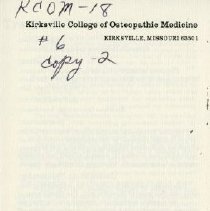 KCOM-18
Kirksville College of Osteopathic Medicine
KIRKSVILLE, MISSOURI 63501
#6
copy-2